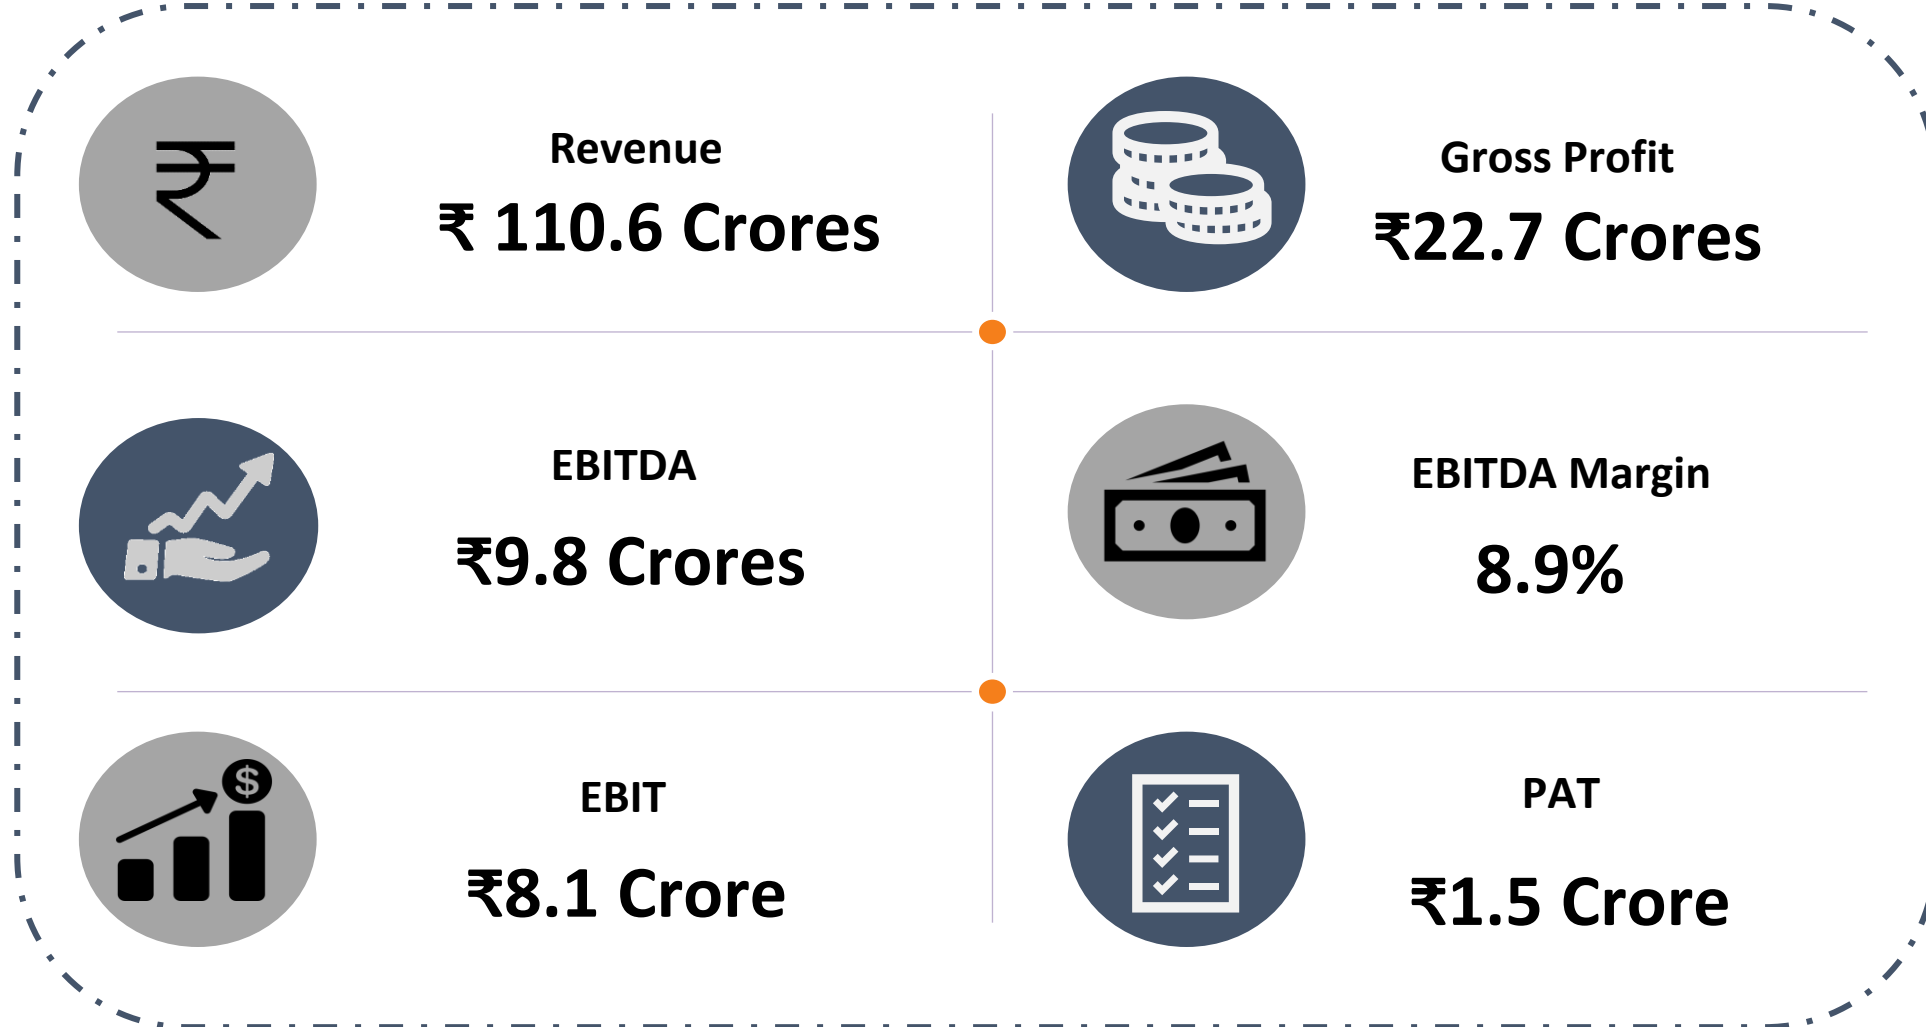 Revenue
₹ 110.6 Crores
Gross Profit
₹22.7 Crores
EBITDA
₹9.8 Crores
EBITDA Margin
8.9%
EBIT
₹8.1 Crore
PAT
₹1.5 Crore